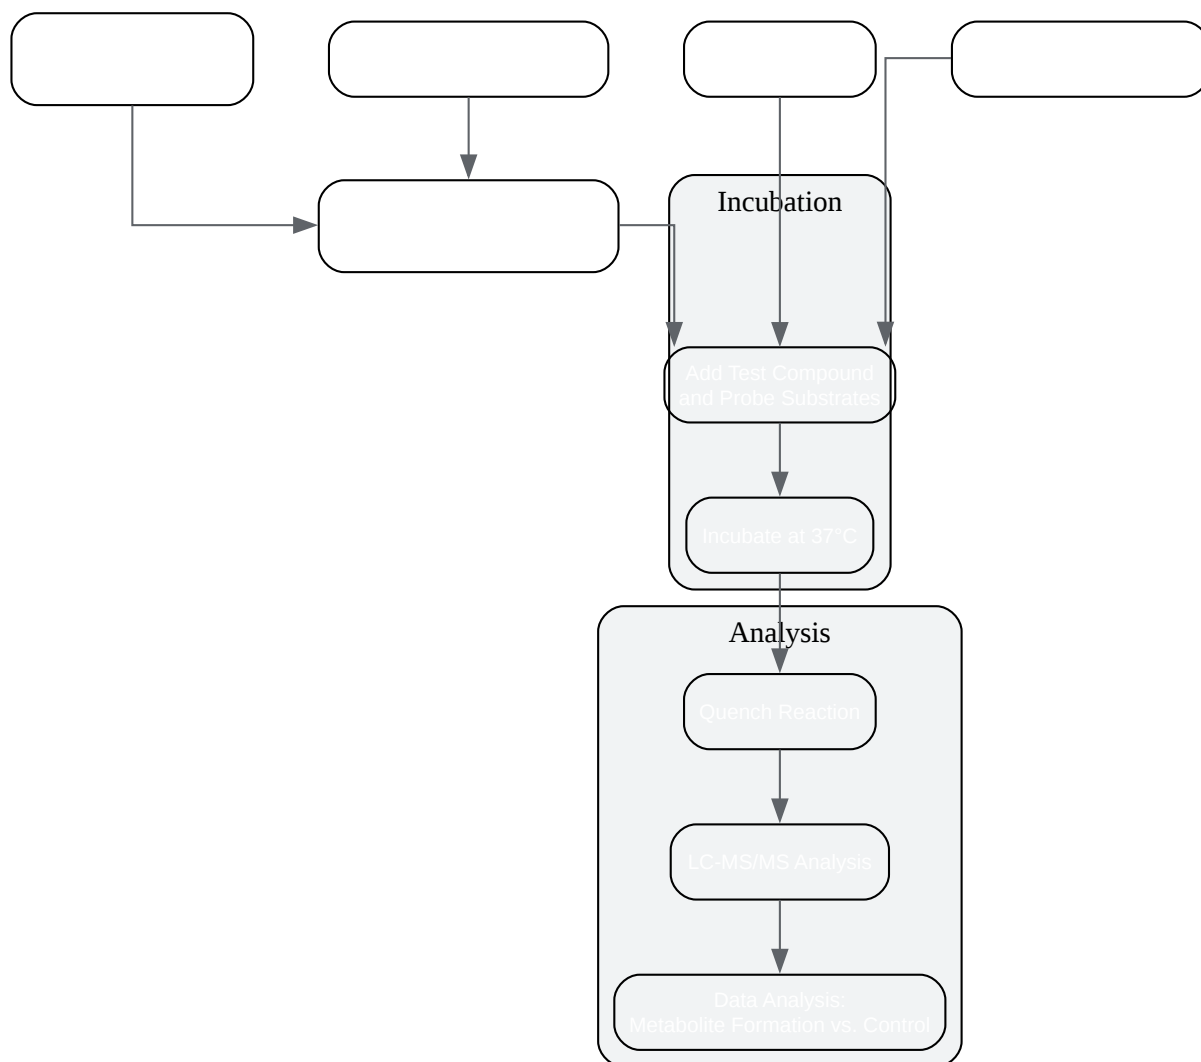 Incubation
Add Test Compound
and Probe Substrates
Incubate at 37°C
Analysis
Quench Reaction
LC-MS/MS Analysis
Data Analysis:
Metabolite Formation vs. Control